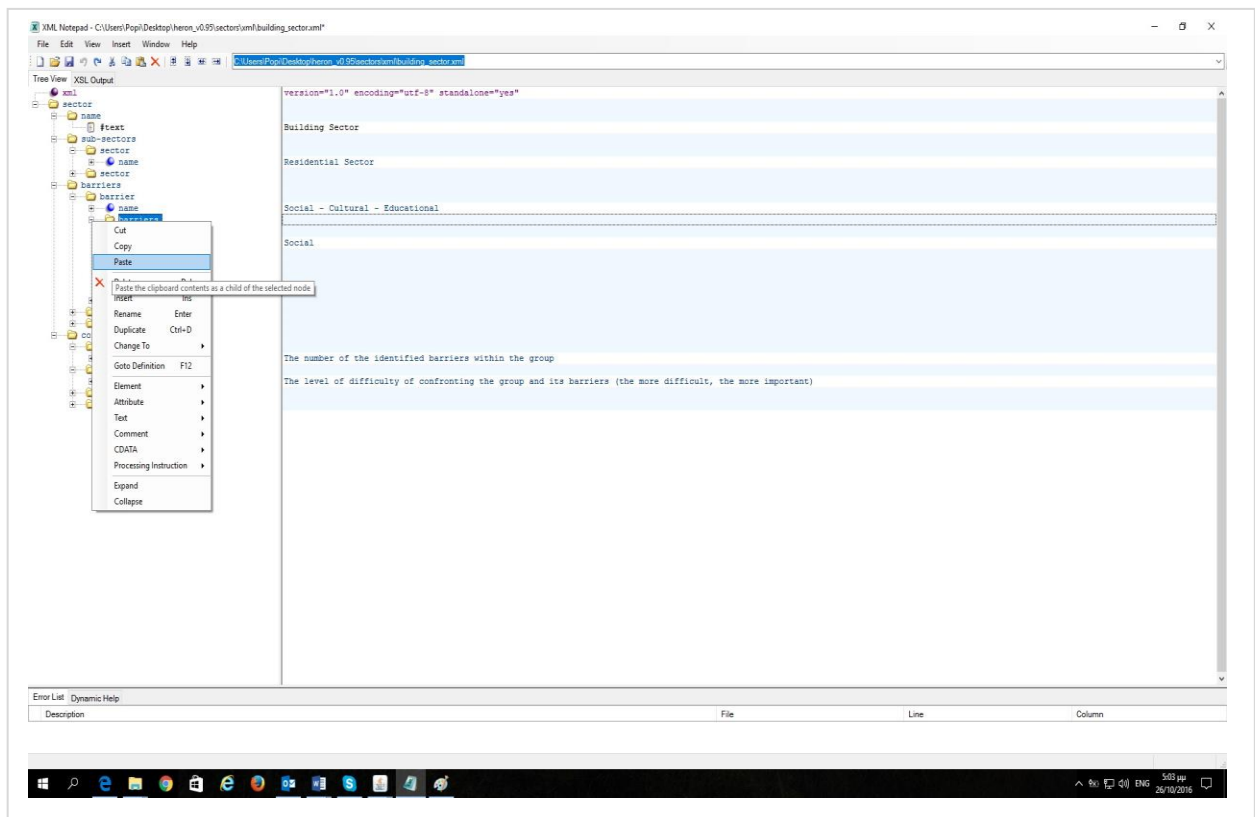 XML Notepad - C:\Users\Popi\Desktop\heron_v0.95\sectors\xml\building_sector.xml*
File Edit View Insert Window Help
C:\Users\Popi\Desktop\heron_v0.95\sectors\xml\building_sector.xml
Tree View XSL Output
xml version="1.0" encoding="utf-8" standalone="yes"
sector
name
#text Building Sector
sub-sectors
sector
name Residential Sector
sector
barriers
barrier
name Social - Cultural - Educational
barriers
Cut
Copy
Social
Paste
Paste the clipboard contents as a child of the selected node
Insert Ins
Rename Enter
Duplicate Ctrl+D
co
Change To
The number of the identified barriers within the group
Goto Definition F12
The level of difficulty of confronting the group and its barriers (the more difficult, the more important)
Element
Attribute
Text
Comment
CDATA
Processing Instruction
Expand
Collapse
Error List Dynamic Help
Description File Line Column
ENG 5:03 μμ
26/10/2016